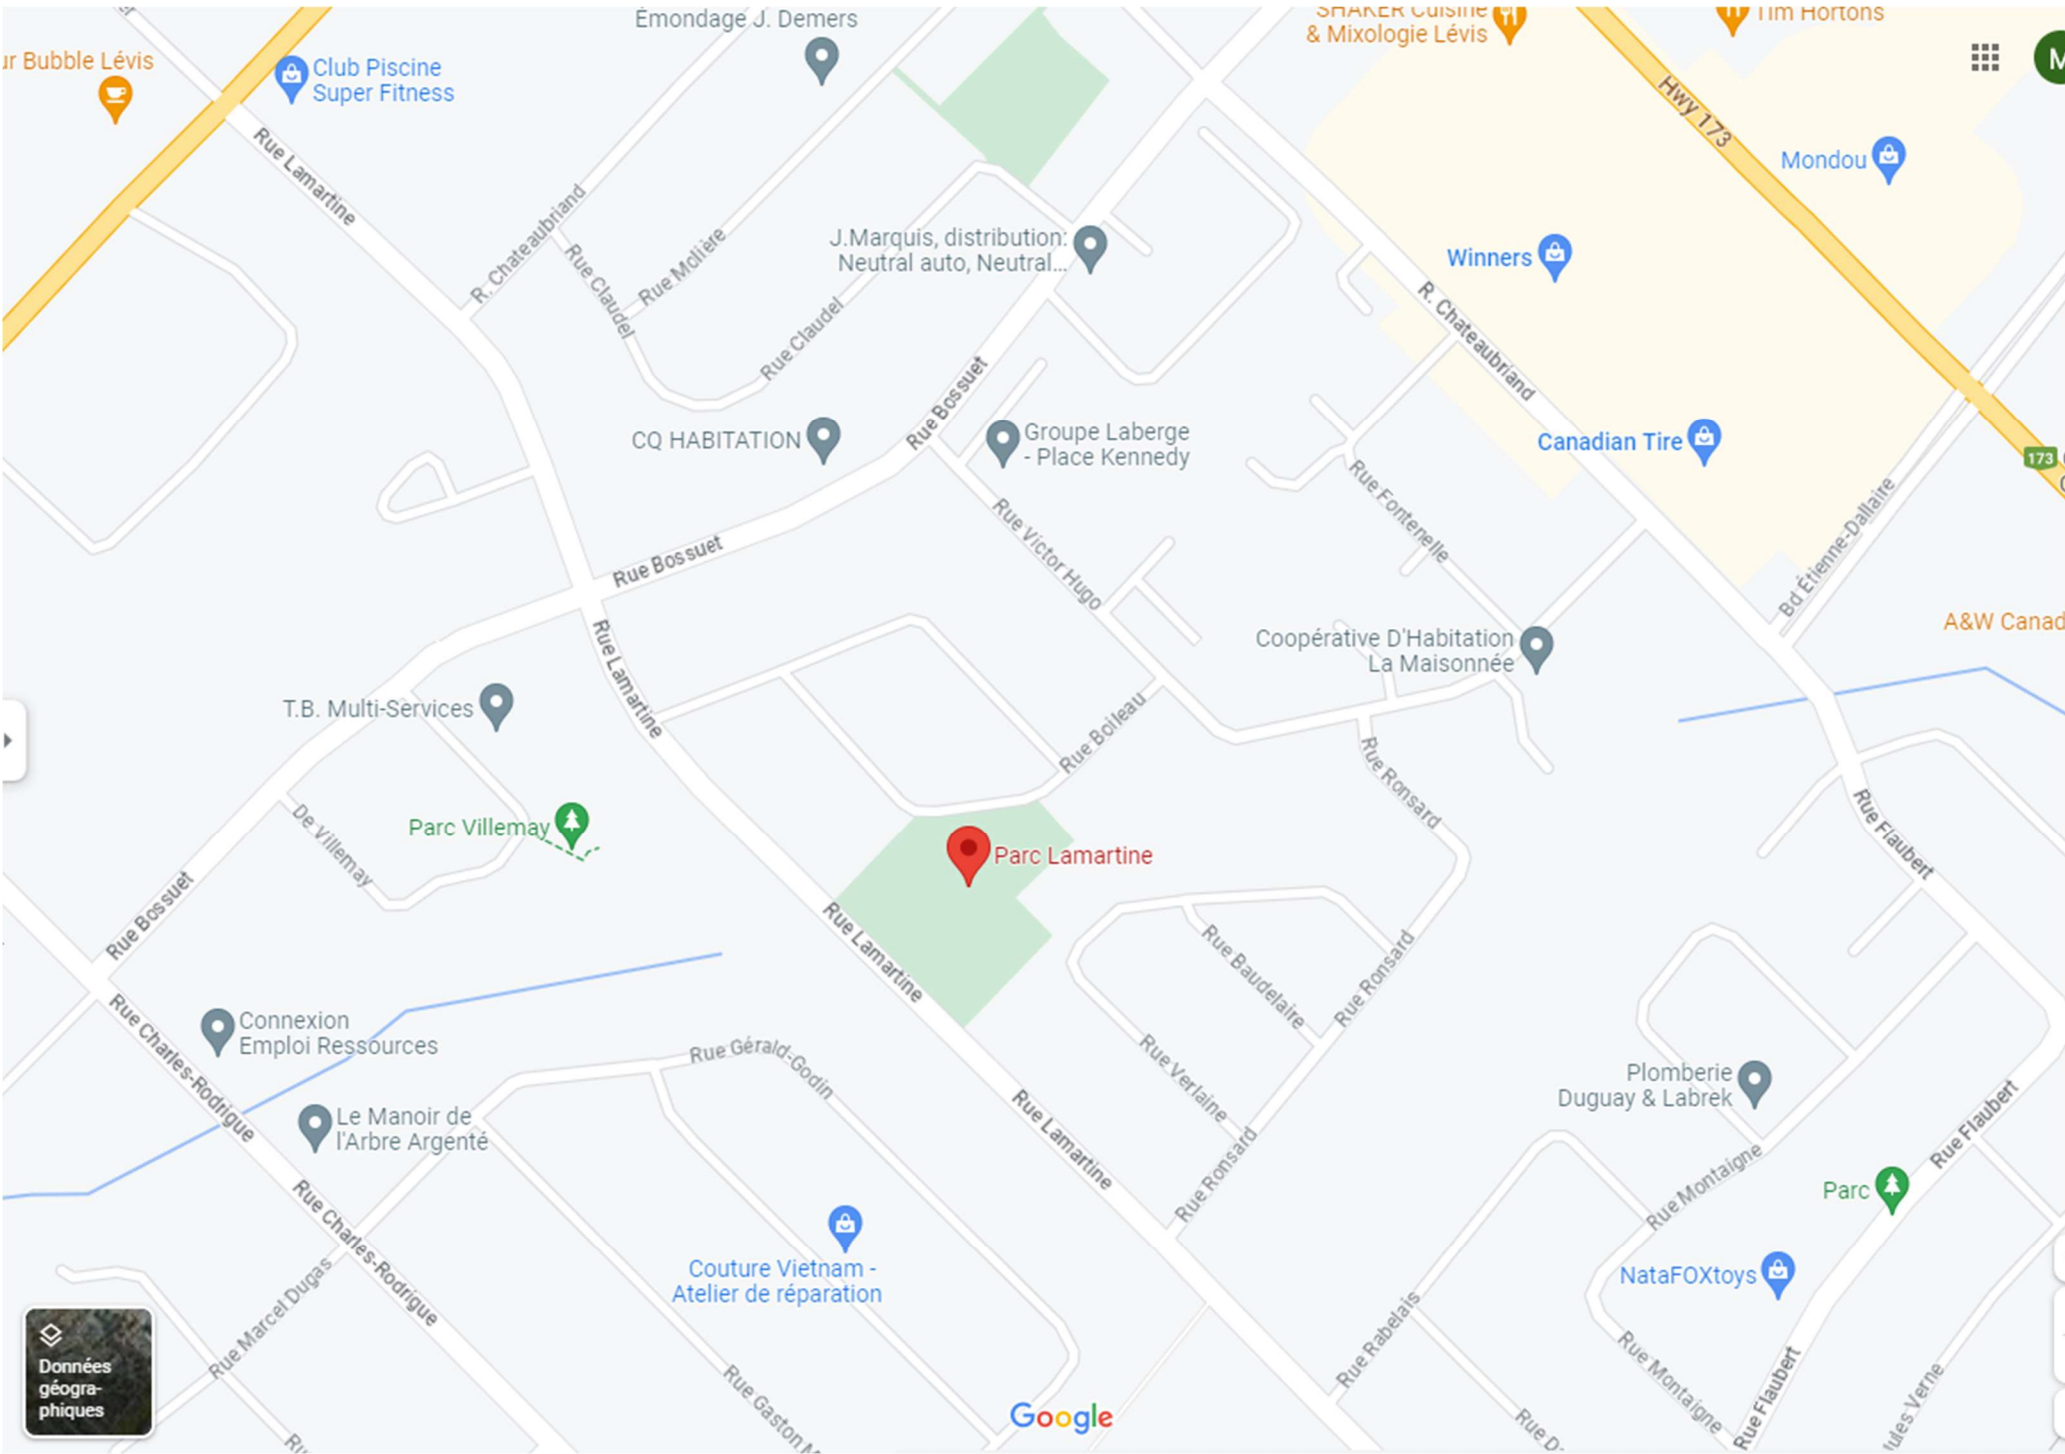 Émondage J. Demers
SHAKER Cuisine
& Mixologie Lévis
Tim Hortons
ur Bubble Lévis
Club Piscine
Super Fitness
M
Hwy 173
Rue Lamartine
Mondou
R. Chateaubriand
Rue Claudel
Rue Molière
J.Marquis, distribution:
Neutral auto, Neutral...
Winners
Rue Claudel
R. Chateaubriand
Rue Bossuet
CQ HABITATION
Groupe Laberge
- Place Kennedy
Canadian Tire
173
Rue Fontenelle
Rue Victor Hugo
Bd Étienne-Dallaire
Rue Bossuet
A&W Canad
Coopérative D'Habitation
La Maisonnée
Rue Lamartine
T.B. Multi-Services
Rue Boileau
Rue Ronsard
Rue Flaubert
De Villemay
Parc Villemay
Parc Lamartine
Rue Bossuet
Rue Lamartine
Rue Baudelaire
Rue Ronsard
Rue Charles-Rodrigue
Connexion
Emploi Ressources
Rue Gérald-Godin
Rue Verlaine
Plomberie
Duguay & Labrek
Le Manoir de
l'Arbre Argenté
Rue Lamartine
Rue Ronsard
Rue Flaubert
Rue Montaigne
Parc
Rue Charles-Rodrigue
Couture Vietnam -
Atelier de réparation
NataFOXtoys
Rue Marcel Dugas
Rue Rabelais
Rue Montaigne
Rue Flaubert
ules Verne
Données
géogra-
phiques
Rue Gaston M
Google
Rue D
Ru